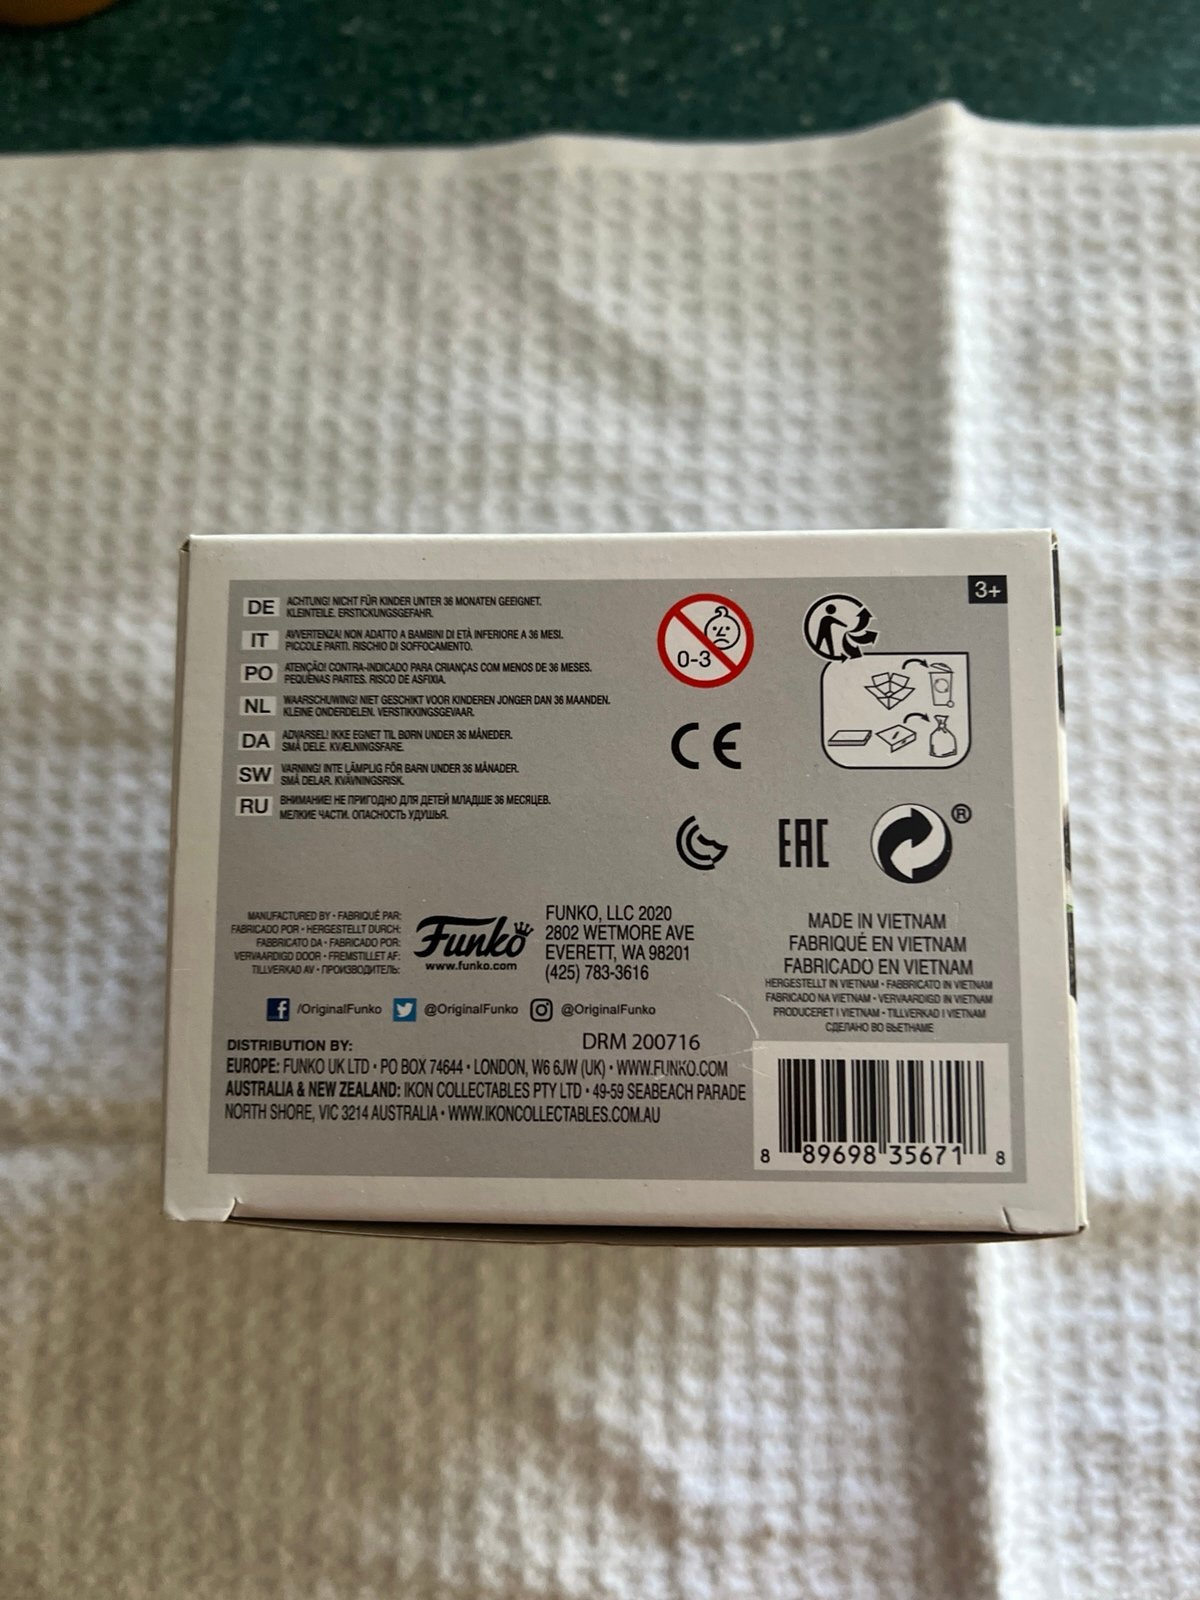 3+
DE ACHTUNG! NICHT FÜR KINDER UNTER 36 MONATEN GEEIGNET.
KLEINTEILE. ERSTICKUNGSGEFAHR.
IT AVVERTENZA! NON ADATTO A BAMBINI DI ETÀ INFERIORE A 36 MESI.
PICCOLE PARTI. RISCHIO DI SOFFOCAMENTO.
PO ATENÇÃO! CONTRA-INDICADO PARA CRIANÇAS COM MENOS DE 36 MESES.
PEQUENAS PARTES. RISCO DE ASFIXIA.
NL WAARSCHUWING! NIET GESCHIKT VOOR KINDEREN JONGER DAN 36 MAANDEN.
KLEINE ONDERDELEN. VERSTIKKINGSGEVAAR.
DA ADVARSEL! IKKE EGNET TIL BØRN UNDER 36 MÅNEDER.
SMÅ DELE. KVÆLNINGSFARE.
SW VARNING! INTE LÄMPLIG FÖR BARN UNDER 36 MÅNADER.
SMÅ DELAR. KVÄVNINGSRISK.
RU ВНИМАНИЕ! НЕ ПРИГОДНО ДЛЯ ДЕТЕЙ МЛАДШЕ 36 МЕСЯЦЕВ.
МЕЛКИЕ ЧАСТИ. ОПАСНОСТЬ УДУШЬЯ.
0-3
CE
EAC
®
MANUFACTURED BY • FABRIQUÉ PAR:
FABRICADO POR • HERGESTELLT DURCH:
FABBRICATO DA • FABRICADO POR:
VERVAARDIGD DOOR • FREMSTILLET AF:
TILLVERKAD AV • ПРОИЗВОДИТЕЛЬ:
Funko
www.funko.com
FUNKO, LLC 2020
2802 WETMORE AVE
EVERETT, WA 98201
(425) 783-3616
MADE IN VIETNAM
FABRIQUÉ EN VIETNAM
FABRICADO EN VIETNAM
HERGESTELLT IN VIETNAM • FABBRICATO IN VIETNAM
FABRICADO NA VIETNAM • VERVAARDIGD IN VIETNAM
PRODUCERET I VIETNAM • TILLVERKAD I VIETNAM
СДЕЛАНО ВО ВЬЕТНАМЕ
/OriginalFunko @OriginalFunko @OriginalFunko
DISTRIBUTION BY: DRM 200716
EUROPE: FUNKO UK LTD • PO BOX 74644 • LONDON, W6 6JW (UK) • WWW.FUNKO.COM
AUSTRALIA & NEW ZEALAND: IKON COLLECTABLES PTY LTD • 49-59 SEABEACH PARADE
NORTH SHORE, VIC 3214 AUSTRALIA • WWW.IKONCOLLECTABLES.COM.AU
8 89698 35671 8